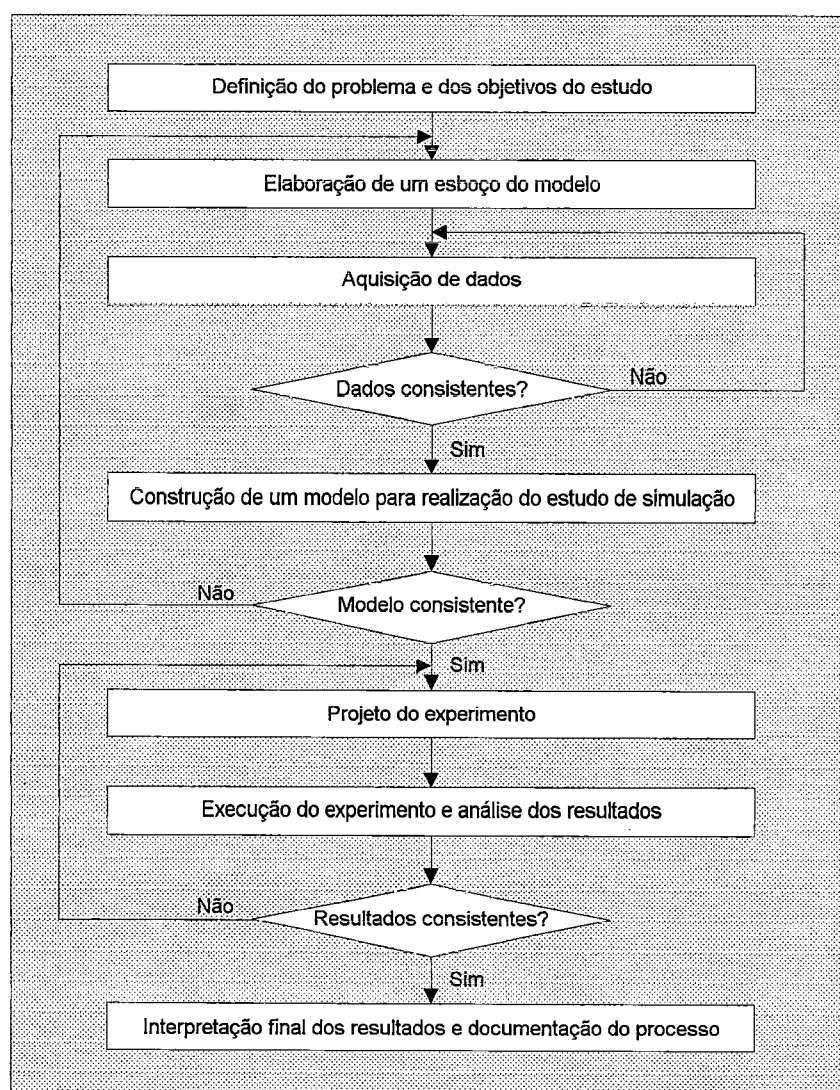 Definição do problema e dos objetivos do estudo
Elaboração de um esboço do modelo
Aquisição de dados
Dados consistentes?
Não
Sim
Construção de um modelo para realização do estudo de simulação
Não
Modelo consistente?
Sim
Projeto do experimento
Execução do experimento e análise dos resultados
Não
Resultados consistentes?
Sim
Interpretação final dos resultados e documentação do processo